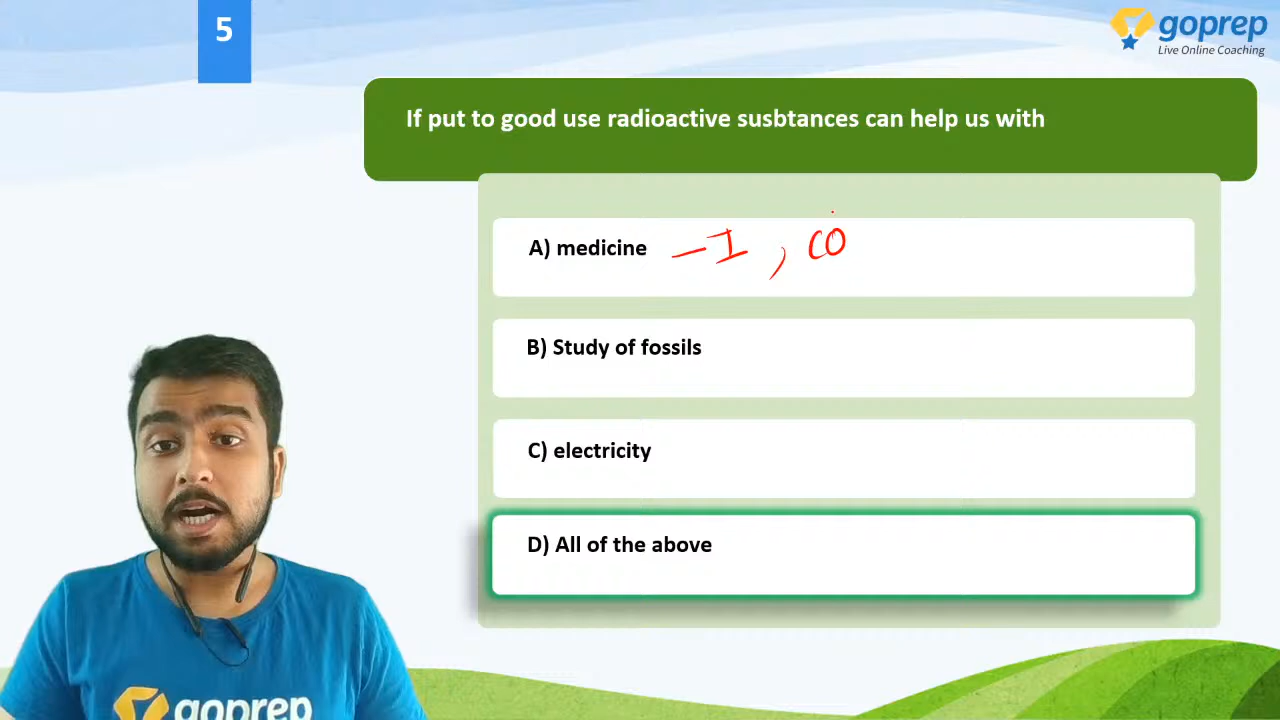 5
goprep
Live Online Coaching
If put to good use radioactive susbtances can help us with
A) medicine – I , CO
B) Study of fossils
C) electricity
D) All of the above
goprep